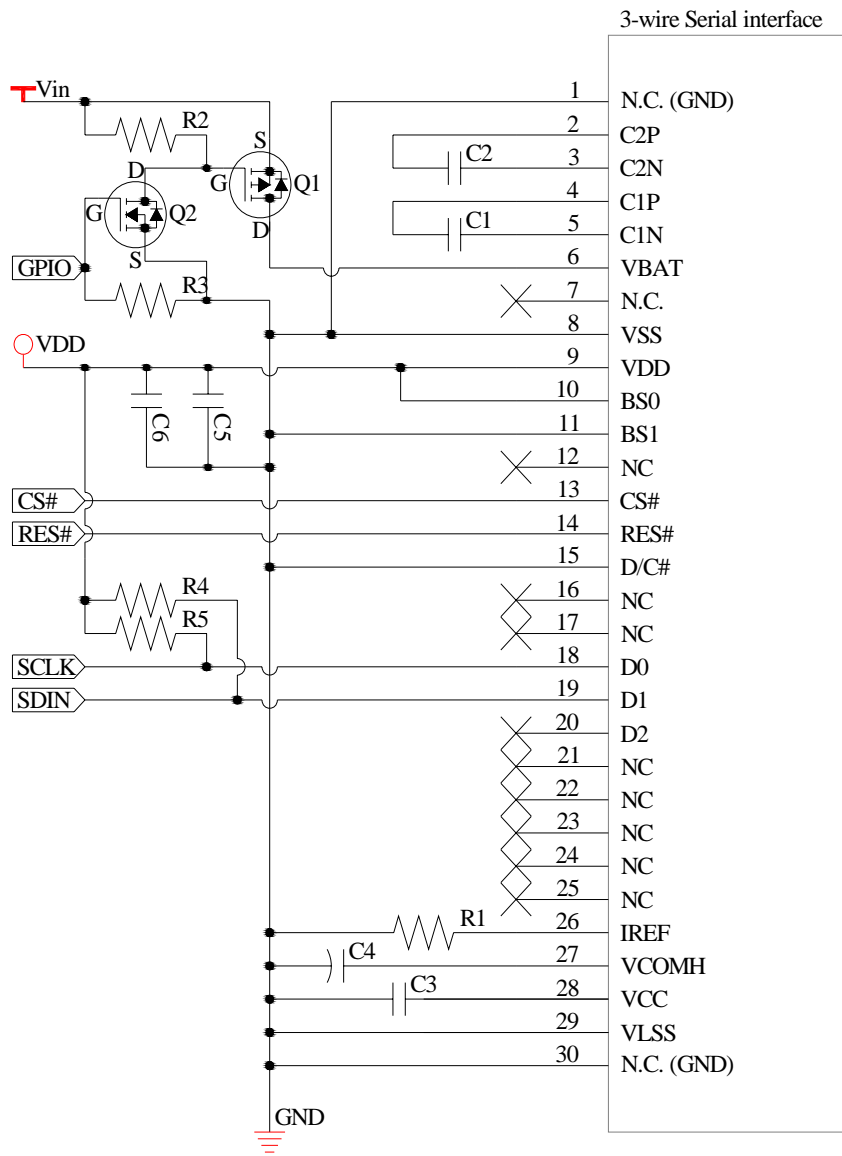 3-wire Serial interface
Vin
R2
S
D
G
Q1
G
Q2
D
S
GPIO
R3
VDD
C6
C5
CS#
RES#
R4
R5
SCLK
SDIN
C2
C1
R1
C4
C3
GND
1 N.C. (GND)
2 C2P
3 C2N
4 C1P
5 C1N
6 VBAT
7 N.C.
8 VSS
9 VDD
10 BS0
11 BS1
12 NC
13 CS#
14 RES#
15 D/C#
16 NC
17 NC
18 D0
19 D1
20 D2
21 NC
22 NC
23 NC
24 NC
25 NC
26 IREF
27 VCOMH
28 VCC
29 VLSS
30 N.C. (GND)